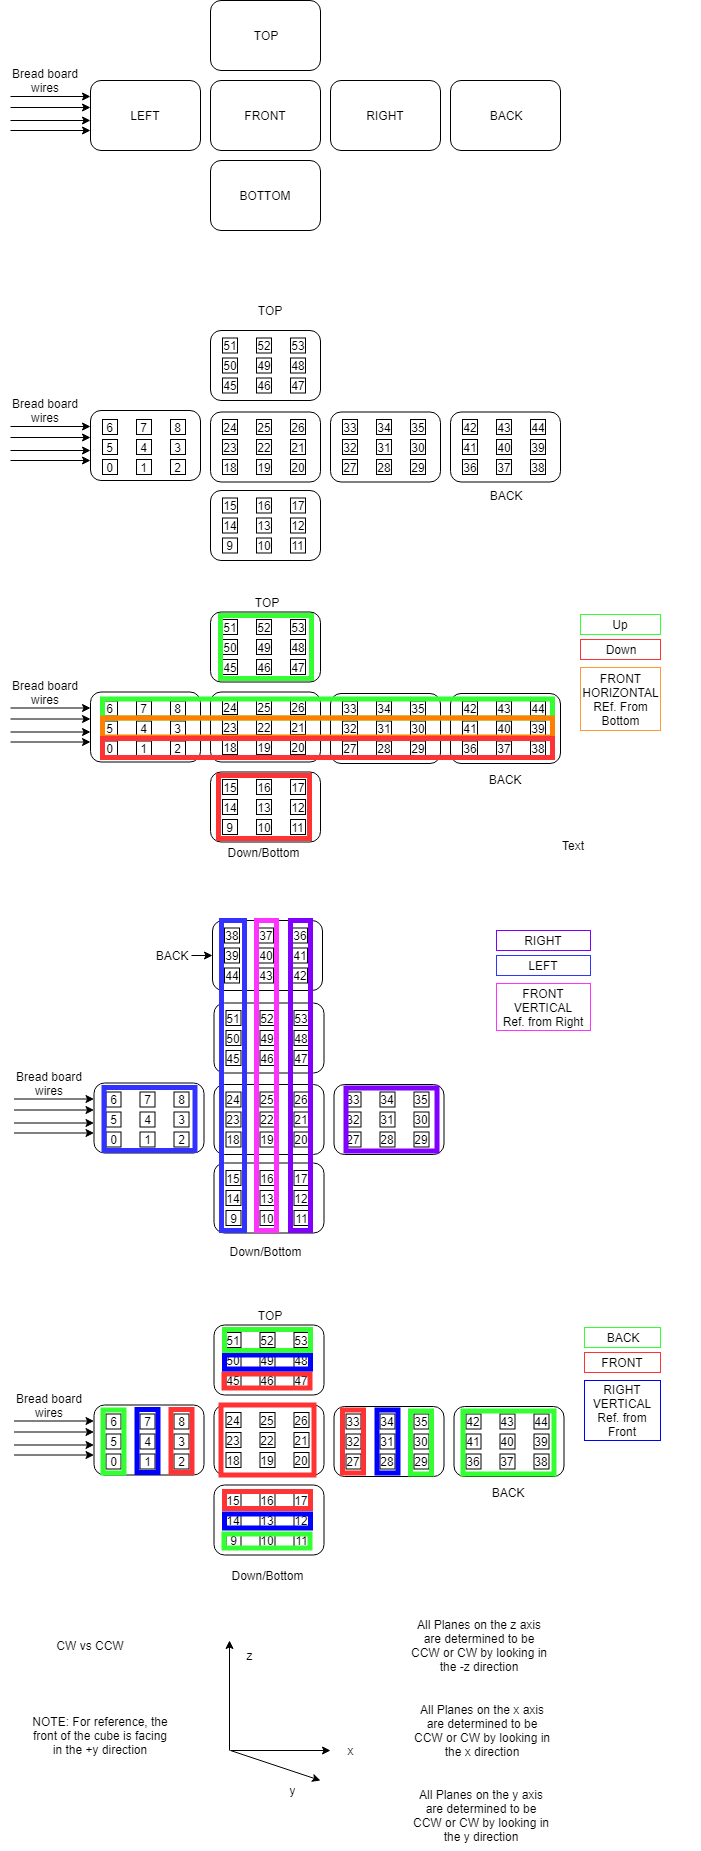 TOP
Bread board
wires
LEFT
FRONT
RIGHT
BACK
BOTTOM
TOP
51 52 53
50 49 48
45 46 47
Bread board
wires
6 7 8 24 25 26 33 34 35 42 43 44
5 4 3 23 22 21 32 31 30 41 40 39
0 1 2 18 19 20 27 28 29 36 37 38
BACK
15 16 17
14 13 12
9 10 11
TOP
51 52 53
50 49 48
45 46 47
Up
Down
FRONT
HORIZONTAL
REf. From
Bottom
Bread board
wires
6 7 8 24 25 26 33 34 35 42 43 44
5 4 3 23 22 21 32 31 30 41 40 39
0 1 2 18 19 20 27 28 29 36 37 38
BACK
15 16 17
14 13 12
9 10 11
Down/Bottom
Text
BACK
38 37 36
39 40 41
44 43 42
RIGHT
LEFT
FRONT
VERTICAL
Ref. from Right
51 52 53
50 49 48
45 46 47
Bread board
wires
6 7 8 24 25 26 33 34 35
5 4 3 23 22 21 32 31 30
0 1 2 18 19 20 27 28 29
15 16 17
14 13 12
9 10 11
Down/Bottom
TOP
51 52 53
50 49 48
45 46 47
BACK
FRONT
RIGHT
VERTICAL
Ref. from
Front
Bread board
wires
6 7 8 24 25 26 33 34 35 42 43 44
5 4 3 23 22 21 32 31 30 41 40 39
0 1 2 18 19 20 27 28 29 36 37 38
BACK
15 16 17
14 13 12
9 10 11
Down/Bottom
CW vs CCW
NOTE: For reference, the
front of the cube is facing
in the +y direction
z
x
y
All Planes on the z axis
are determined to be
CCW or CW by looking in
the -z direction
All Planes on the x axis
are determined to be
CCW or CW by looking in
the x direction
All Planes on the y axis
are determined to be
CCW or CW by looking in
the y direction